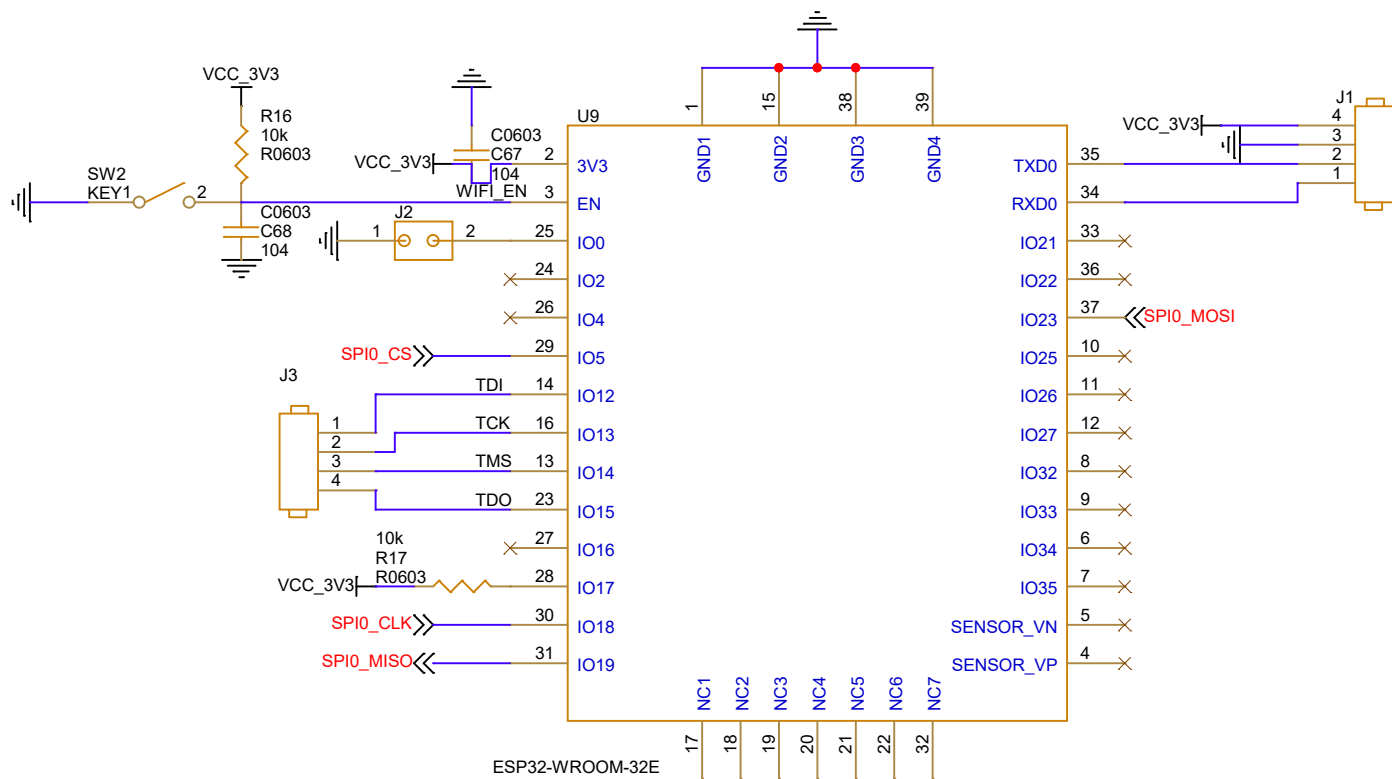 1
15
38
39
GND1
GND2
GND3
GND4
VCC_3V3
R16
10k
R0603
SW2
KEY1
2
C0603
C68
104
C0603
C67
104
VCC_3V3
WIFI_EN
J2
1
2
U9
2
3V3
3
EN
25
IO0
24
IO2
26
IO4
SPI0_CS
29
IO5
J3
1
2
3
4
TDI
14
IO12
TCK
16
IO13
TMS
13
IO14
TDO
23
IO15
27
IO16
10k
R17
R0603
VCC_3V3
28
IO17
SPI0_CLK
30
IO18
SPI0_MISO
31
IO19
J1
VCC_3V3
4
3
2
1
TXD0
35
RXD0
34
IO21
33
IO22
36
IO23
37
SPI0_MOSI
IO25
10
IO26
11
IO27
12
IO32
8
IO33
9
IO34
6
IO35
7
SENSOR_VN
5
SENSOR_VP
4
NC1
NC2
NC3
NC4
NC5
NC6
NC7
17
18
19
20
21
22
32
ESP32-WROOM-32E